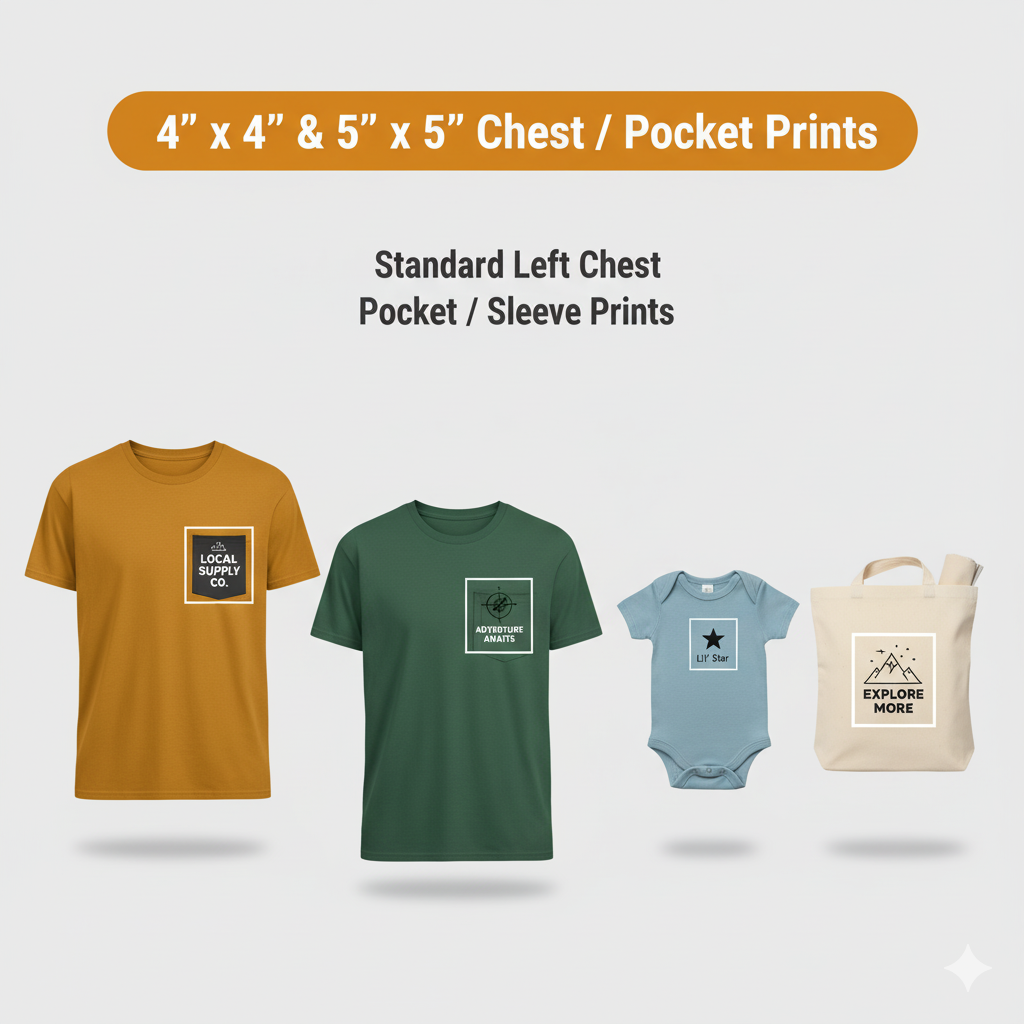 4” x 4” & 5” x 5” Chest / Pocket Prints
Standard Left Chest
Pocket / Sleeve Prints
LOCAL
SUPPLY
CO.
ADYROTURE
ANAITS
Lil’ Star
EXPLORE
MORE